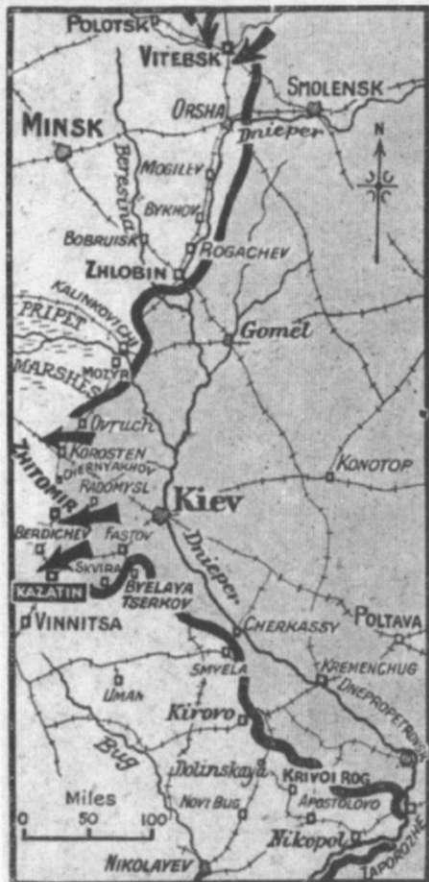 POLOTSK
VITEBSK
SMOLENSK
ORSHA
Dnieper
MINSK
N
Beresina
MOGILEV
BYKHOV
BOBRUISK
ROGACHEV
ZHLOBIN
KALINKOVICHI
PRIPET
Gomel
MOZYR
MARSHES
Ovruch
KOROSTEN
CHERNYAKHOV
KONOTOP
ZHITOMIR
RADOMYSL
Kiev
BERDICHEV
FASTOV
Dnieper
SKVIRA
KAZATIN
BYELAYA
TSERKOV
VINNITSA
CHERKASSY
POLTAVA
SMYELA
KREMENCHUG
UMAN
DNEPROPETROVSK
Kirovo
Bug
Dolinskaya
KRIVOI ROG
Miles
NOVI BUG
APOSTOLOVO
0 50 100
Nikopol
NIKOLAYEV
ZAPOROZHE